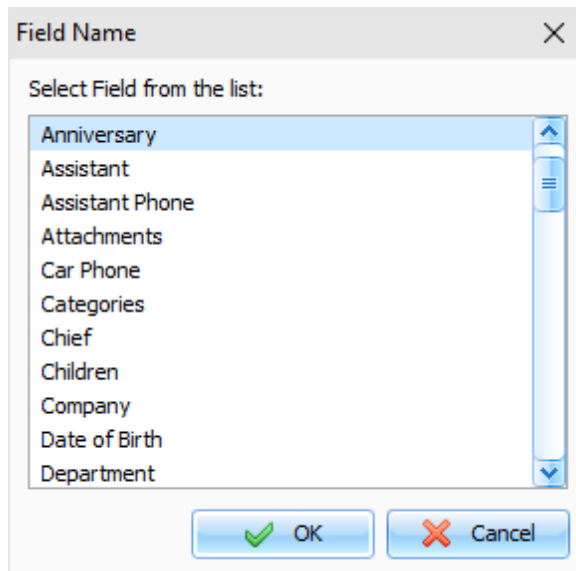 Field Name
Select Field from the list:
Anniversary
Assistant
Assistant Phone
Attachments
Car Phone
Categories
Chief
Children
Company
Date of Birth
Department
OK Cancel